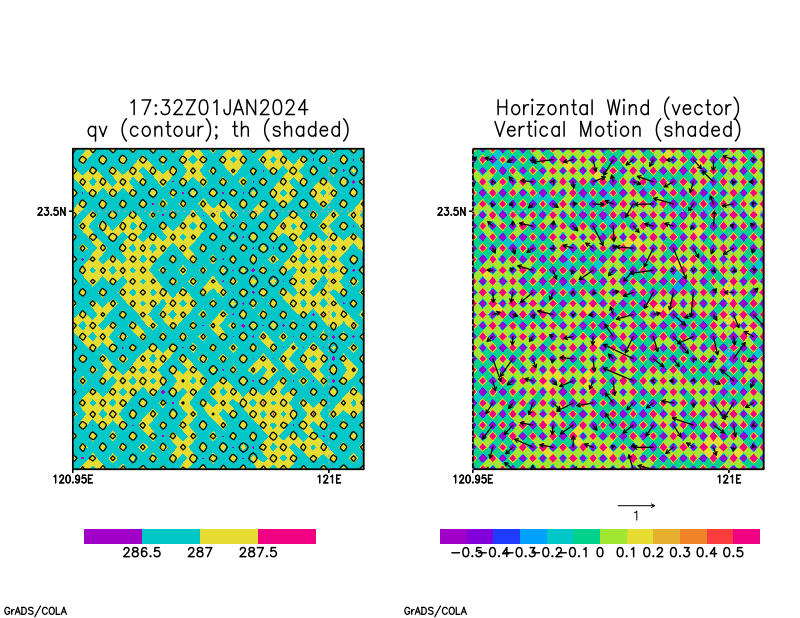 17:32Z01JAN2024
qv (contour); th (shaded)
23.5N
120.95E 121E
286.5 287 287.5
Horizontal Wind (vector)
Vertical Motion (shaded)
23.5N
120.95E 121E
1
-0.5 -0.4 -0.3 -0.2 -0.1 0 0.1 0.2 0.3 0.4 0.5
GrADS/COLA GrADS/COLA